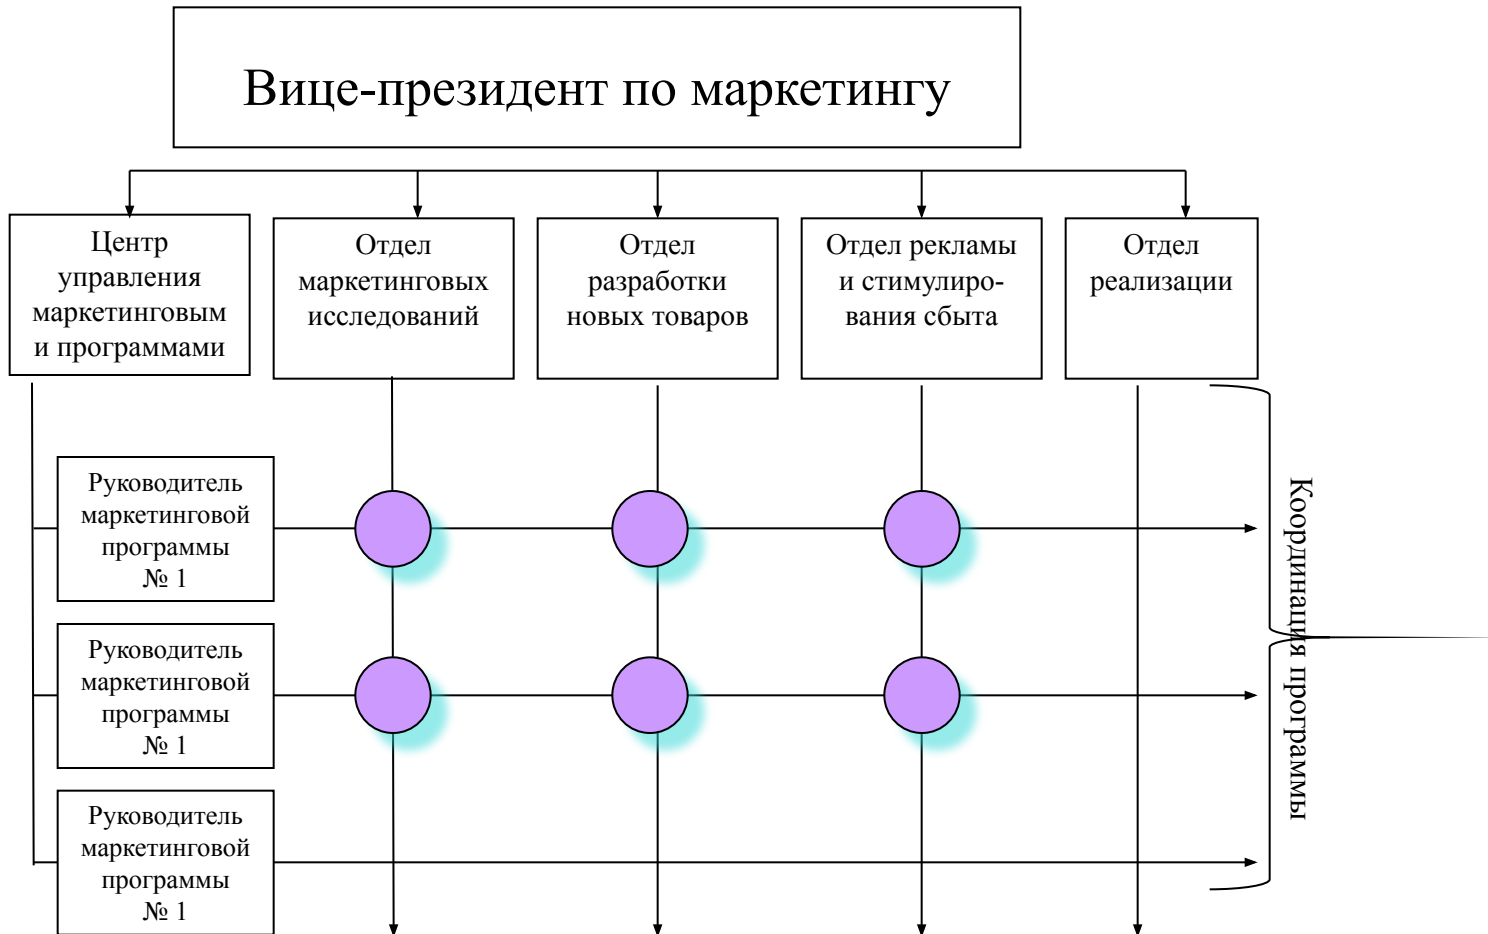 Вице-президент по маркетингу
Центр
управления
маркетинговым
и программами
Отдел
маркетинговых
исследований
Отдел
разработки
новых товаров
Отдел рекламы
и стимулиро-
вания сбыта
Отдел
реализации
Руководитель
маркетинговой
программы
№ 1
Руководитель
маркетинговой
программы
№ 1
Руководитель
маркетинговой
программы
№ 1
Координация программы